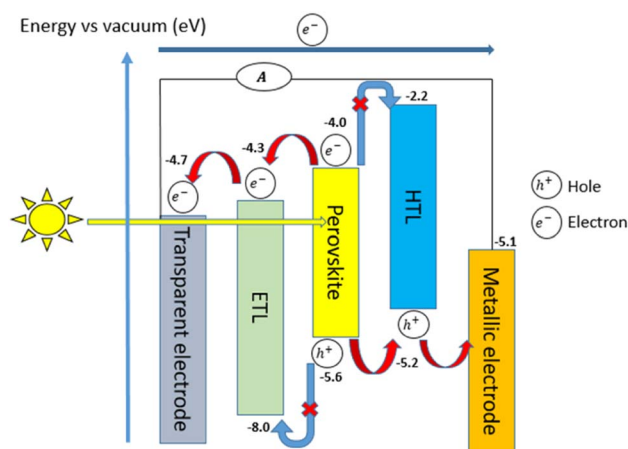 Energy vs vacuum (eV)
e⁻
A
-2.2
-4.0
-4.3
-4.7
e⁻
e⁻
e⁻
h⁺ Hole
e⁻ Electron
Transparent electrode
ETL
Perovskite
HTL
-5.1
Metallic electrode
h⁺
h⁺
-5.2
-5.6
-8.0